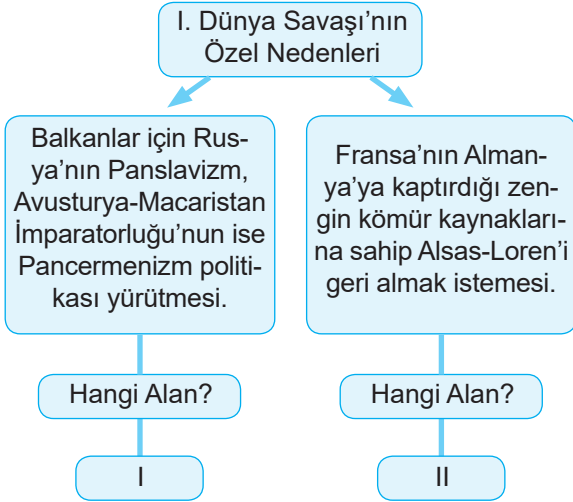 I. Dünya Savaşı’nın
Özel Nedenleri
Balkanlar için Rus-
ya’nın Panslavizm,
Avusturya-Macaristan
İmparatorluğu’nun ise
Pancermenizm politi-
kası yürütmesi.
Fransa’nın Alman-
ya’ya kaptırdığı zen-
gin kömür kaynakları-
na sahip Alsas-Loren’i
geri almak istemesi.
Hangi Alan?
Hangi Alan?
I
II